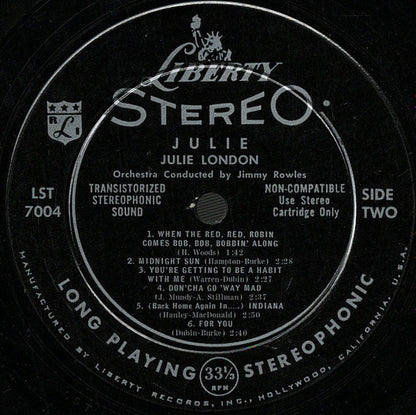 LIBERTY
STEREO
JULIE
JULIE LONDON
Orchestra Conducted by Jimmy Rowles
R L I
LST
7004
TRANSISTORIZED
STEREOPHONIC
SOUND
NON-COMPATIBLE
Use Stereo
Cartridge Only
SIDE
TWO
1. WHEN THE RED, RED, ROBIN
COMES BOB, BOB, BOBBIN' ALONG
(H. Woods) 1:42
2. MIDNIGHT SUN (Hampton-Burke) 2:28
3. YOU'RE GETTING TO BE A HABIT
WITH ME (Warren-Dubin) 2:27
4. DON'CHA GO 'WAY MAD
(J. Mundy-A. Stillman) 2:37
5. (Back Home Again In.....) INDIANA
(Hanley-MacDonald) 2:50
6. FOR YOU
(Dubin-Burke) 2:40
LONG PLAYING 33⅓ RPM STEREOPHONIC
MANUFACTURED BY LIBERTY RECORDS, INC., HOLLYWOOD, CALIFORNIA, U.S.A.